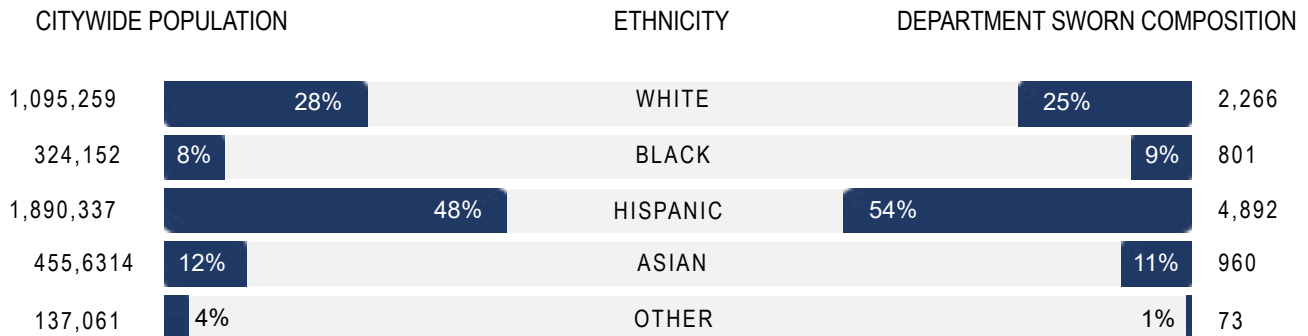 CITYWIDE POPULATION ETHNICITY DEPARTMENT SWORN COMPOSITION
1,095,259 28% WHITE 25% 2,266
324,152 8% BLACK 9% 801
1,890,337 48% HISPANIC 54% 4,892
455,6314 12% ASIAN 11% 960
137,061 4% OTHER 1% 73